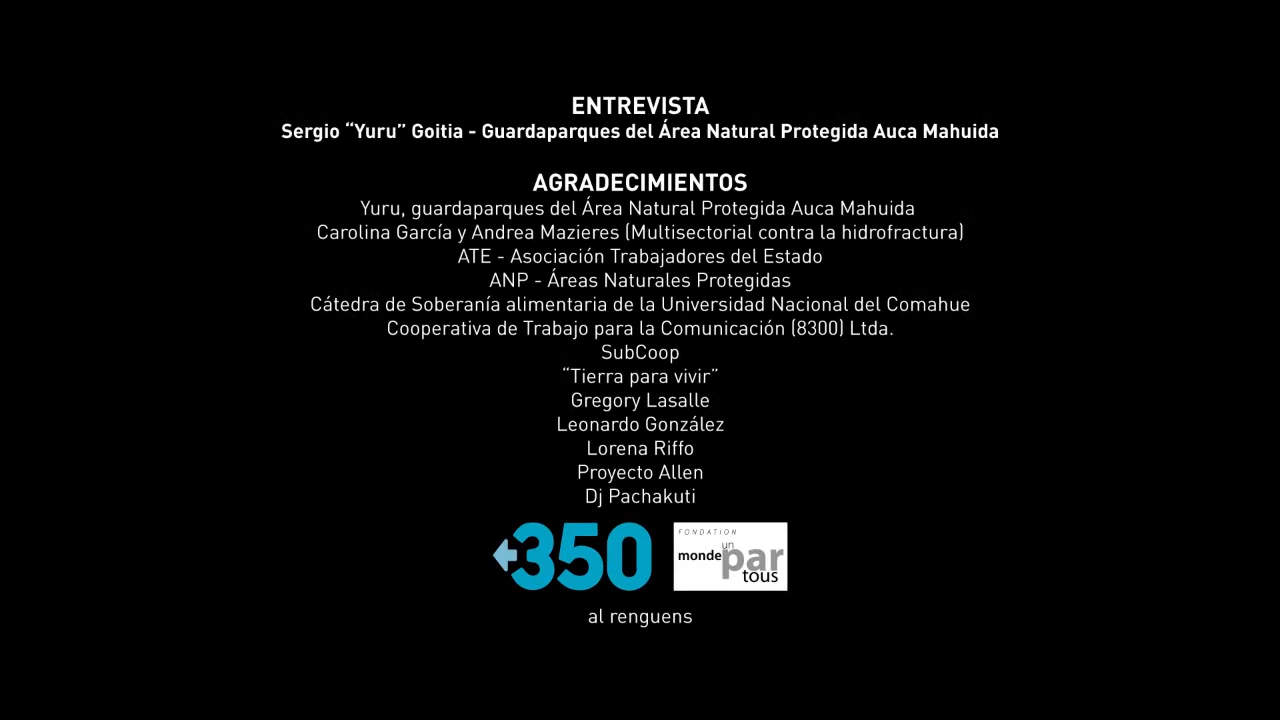 ENTREVISTA
Sergio “Yuru” Goitia - Guardaparques del Área Natural Protegida Auca Mahuida
AGRADECIMIENTOS
Yuru, guardaparques del Área Natural Protegida Auca Mahuida
Carolina García y Andrea Mazieres (Multisectorial contra la hidrofractura)
ATE - Asociación Trabajadores del Estado
ANP - Áreas Naturales Protegidas
Cátedra de Soberanía alimentaria de la Universidad Nacional del Comahue
Cooperativa de Trabajo para la Comunicación (8300) Ltda.
SubCoop
“Tierra para vivir”
Gregory Lasalle
Leonardo González
Lorena Riffo
Proyecto Allen
Dj Pachakuti
350
FONDATION
un
monde par
tous
al renguens